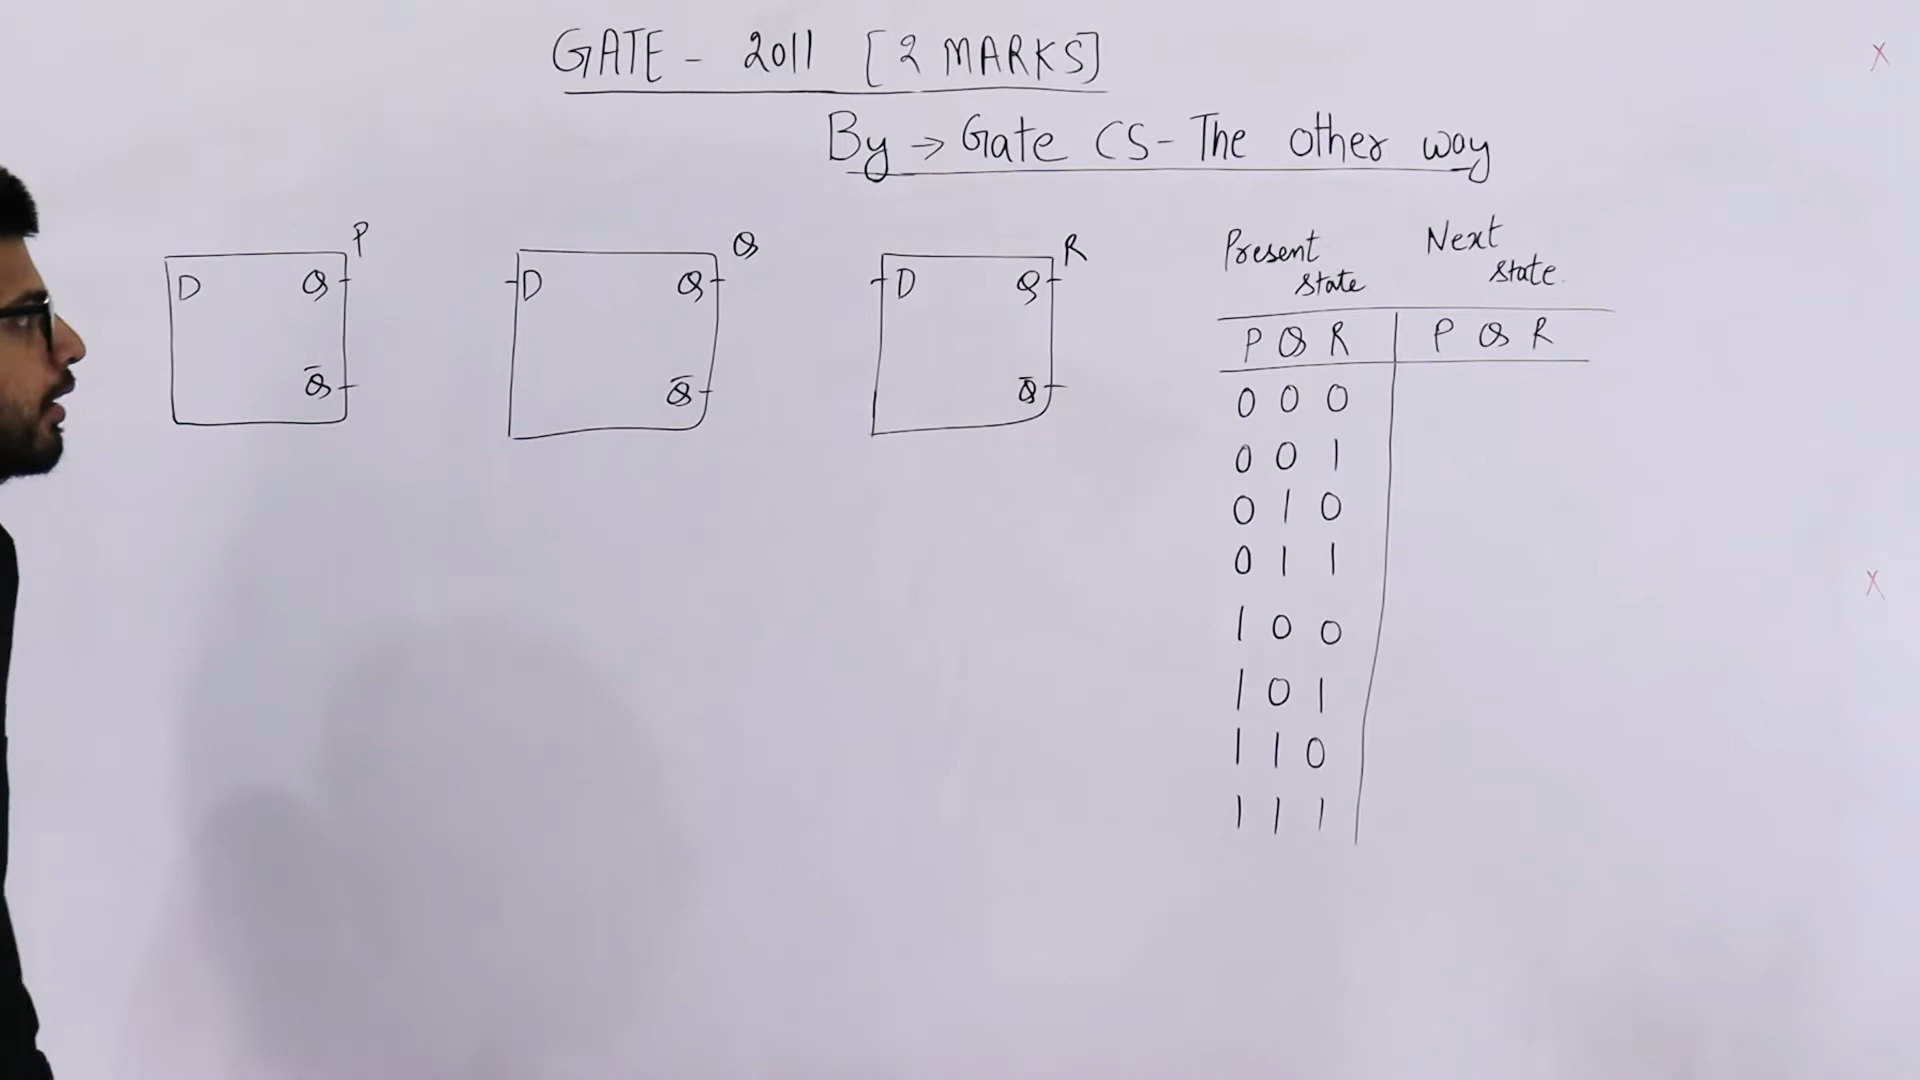 GATE - 2011 [2 MARKS]
By → Gate CS - The other way
P
D Q
Q̅
Q
D Q
Q̅
R
D Q
Q̅
Present state Next state.
P Q R P Q R
0 0 0
0 0 1
0 1 0
0 1 1
1 0 0
1 0 1
1 1 0
1 1 1
X
X